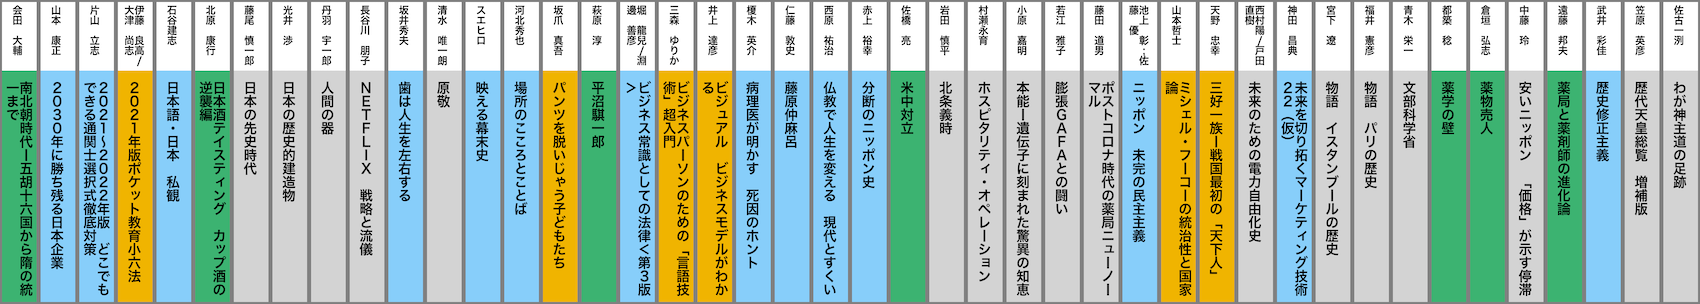 会田 大輔
南北朝時代ー五胡十六国から隋の統
一まで
山本 康正
２０３０年に勝ち残る日本企業
片山 立志
２０２１〜２０２２年版 どこでも
できる通関士選択式徹底対策
伊藤 良高/
大津 尚志
２０２１年版ポケット教育小六法
石谷建志
日本語・日本 私観
北原 康行
日本酒テイスティング カップ酒の
逆襲編
藤尾 慎一郎
日本の先史時代
光井 渉
日本の歴史的建造物
丹羽 宇一郎
人間の器
長谷川 朋子
ＮＥＴＦＬＩＸ 戦略と流儀
坂井秀夫
歯は人生を左右する
清水 唯一朗
原敬
スエヒロ
映える幕末史
河北秀也
場所のこころとことば
坂爪 真吾
パンツを脱いじゃう子どもたち
萩原 淳
平沼騏一郎
堀 龍兒/淵
邊 善彦
ビジネス常識としての法律＜第３版
＞
三森 ゆりか
ビジネスパーソンのための「言語技
術」超入門
井上 達彦
ビジュアル ビジネスモデルがわか
る
榎木 英介
病理医が明かす 死因のホント
仁藤 敦史
藤原仲麻呂
西原 祐治
仏教で人生を変える 現代とすくい
赤上 裕幸
分断のニッポン史
佐橋 亮
米中対立
岩田 慎平
北条義時
村瀬永育
ホスピタリティ・オペレーション
小原 嘉明
本能ー遺伝子に刻まれた驚異の知恵
若江 雅子
膨張ＧＡＦＡとの闘い
藤田 道男
ポストコロナ時代の薬局ニューノー
マル
池上 彰:佐
藤 優
ニッポン 未完の民主主義
山本哲士
ミシェル・フーコーの統治性と国家
論
天野 忠幸
三好一族ー戦国最初の「天下人」
西村陽/戸田
直樹
未来のための電力自由化史
神田 昌典
未来を切り拓くマーケティング技術
２２（仮）
宮下 遼
物語 イスタンブールの歴史
福井 憲彦
物語 パリの歴史
青木 栄一
文部科学省
都築 稔
薬学の壁
倉垣 弘志
薬物売人
中藤 玲
安いニッポン 「価格」が示す停滞
遠藤 邦夫
薬局と薬剤師の進化論
武井 彩佳
歴史修正主義
笠原 英彦
歴代天皇総覧 増補版
佐古一洌
わが神主道の足跡